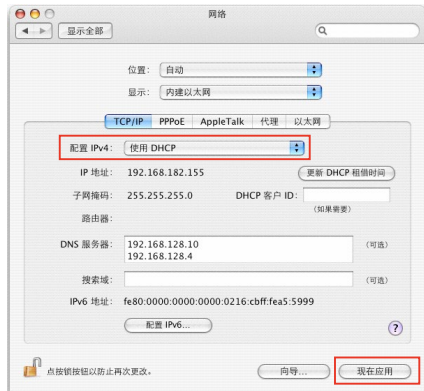 网络
显示全部
位置： 自动
显示： 内建以太网
TCP/IP PPPoE AppleTalk 代理 以太网
配置 IPv4： 使用 DHCP
IP 地址： 192.168.182.155 更新 DHCP 租借时间
子网掩码： 255.255.255.0 DHCP 客户 ID：
（如果需要）
路由器：
DNS 服务器： 192.168.128.10 （可选）
192.168.128.4
搜索域： （可选）
IPv6 地址： fe80:0000:0000:0000:0216:cbff:fea5:5999
配置 IPv6... ?
点按锁按钮以防止再次更改。 向导... 现在应用